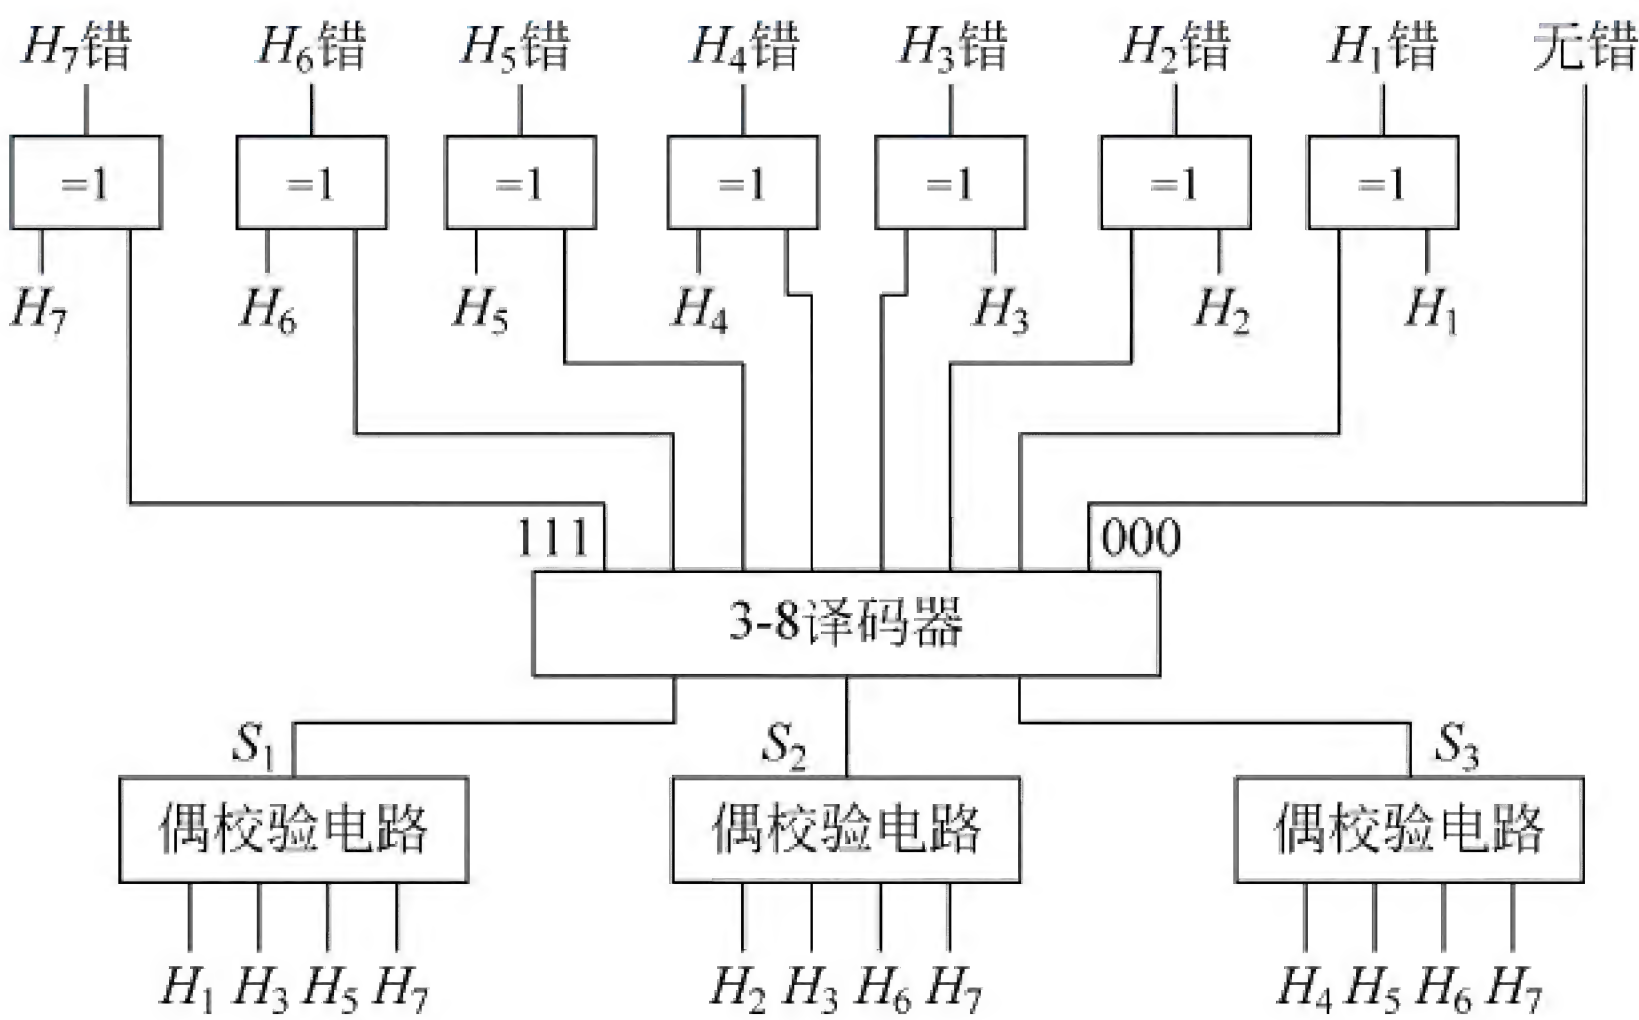 H₇错 H₆错 H₅错 H₄错 H₃错 H₂错 H₁错 无错
=1 =1 =1 =1 =1 =1 =1
H₇ H₆ H₅ H₄ H₃ H₂ H₁
111 000
3-8译码器
S₁ S₂ S₃
偶校验电路 偶校验电路 偶校验电路
H₁ H₃ H₅ H₇ H₂ H₃ H₆ H₇ H₄ H₅ H₆ H₇